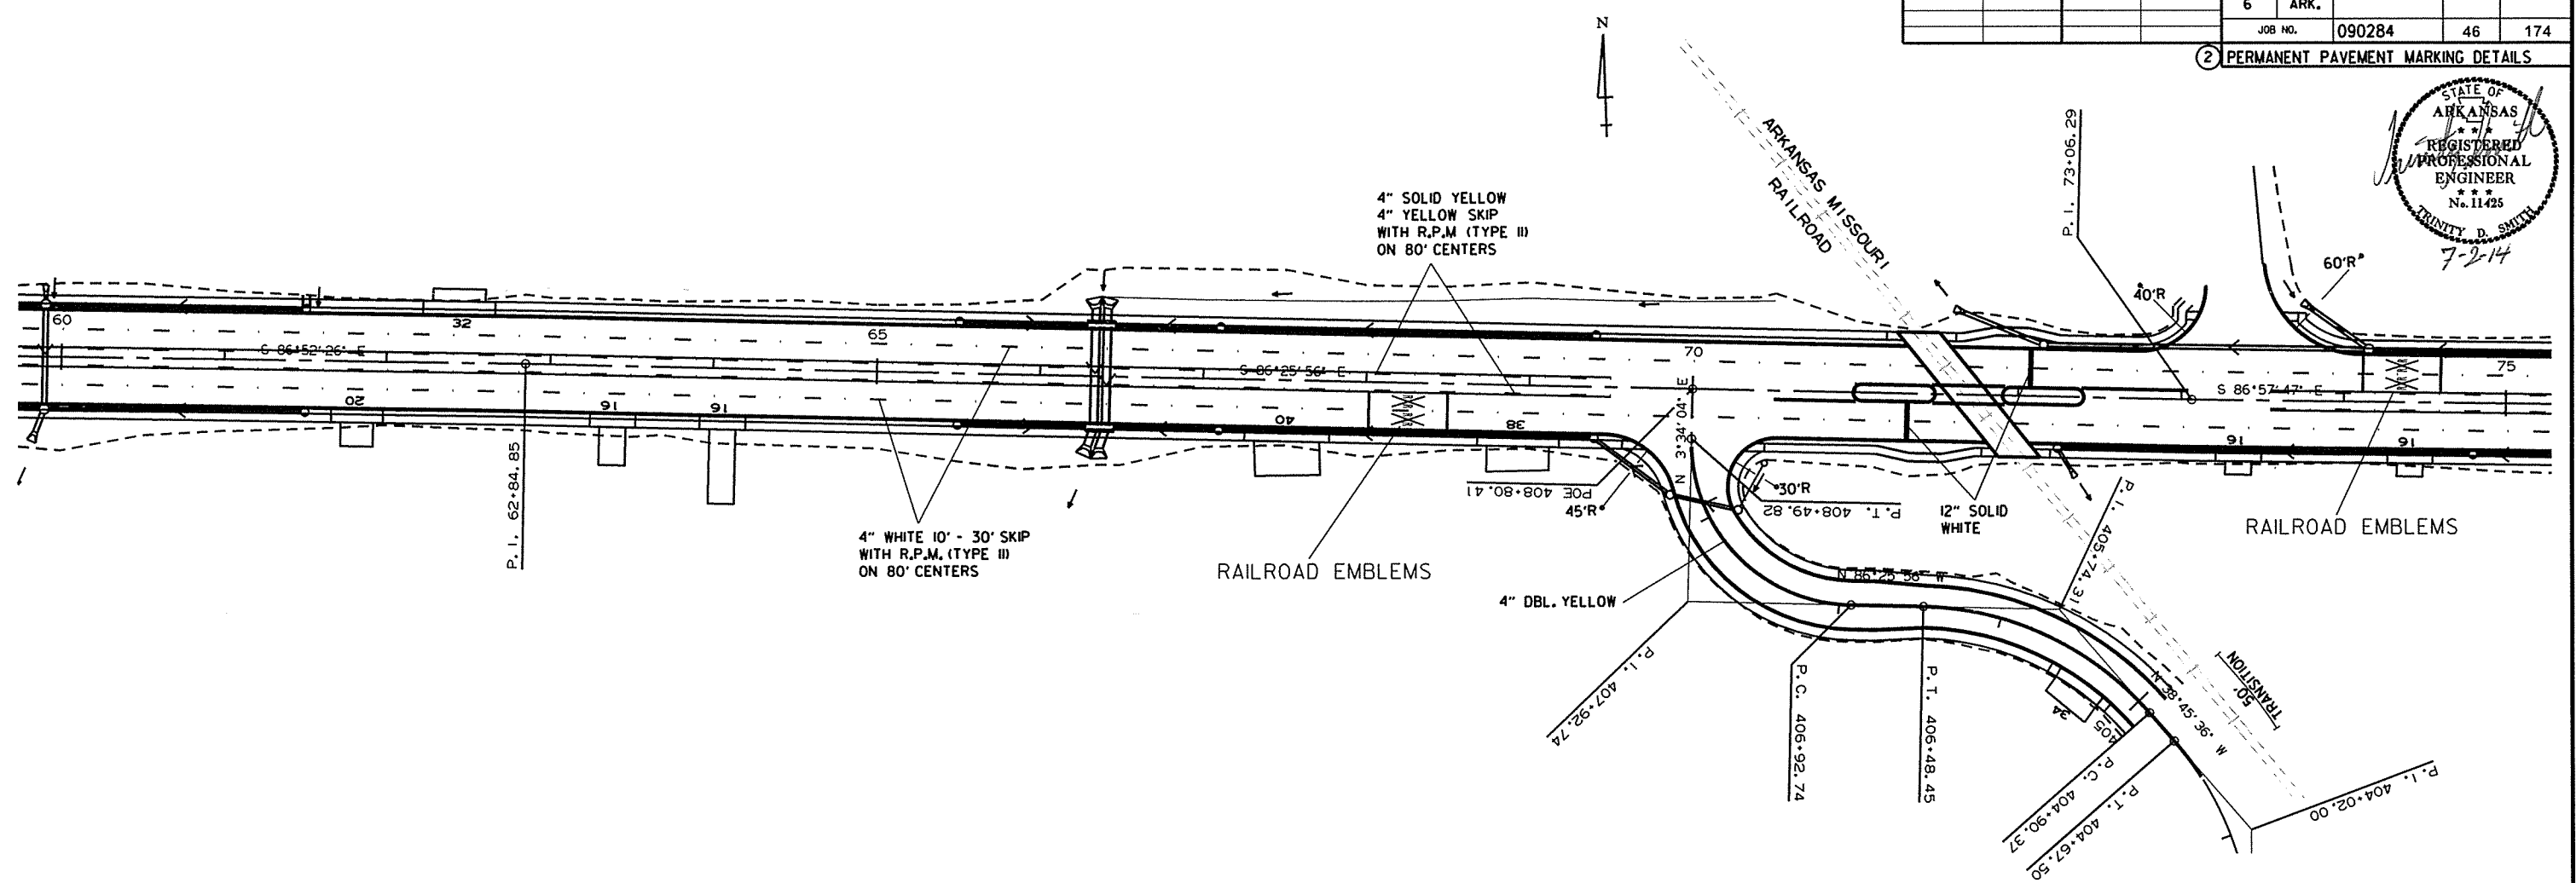 6 ARK.
JOB NO. 090284 46 174
2 PERMANENT PAVEMENT MARKING DETAILS
STATE OF
ARKANSAS
★ ★ ★
REGISTERED
PROFESSIONAL
ENGINEER
★ ★ ★
No. 11425
TRINITY D. SMITH
7-2-14
N
ARKANSAS MISSOURI
RAILROAD
P.I. 73+06.29
4" SOLID YELLOW
4" YELLOW SKIP
WITH R.P.M (TYPE II)
ON 80' CENTERS
60'R
40'R
60
32
65
70
75
S 86°52'26" E
S 86°25'56" E
S 86°57'47" E
N 3°34'04" E
20
16
16
40
38
16
16
P.I. 62+84.85
4" WHITE 10' - 30' SKIP
WITH R.P.M. (TYPE II)
ON 80' CENTERS
RAILROAD EMBLEMS
POE 408+80.41
45'R
30'R
P.T. 408+49.82
12" SOLID
WHITE
RAILROAD EMBLEMS
P.I. 405+74.31
N 86°25'56" W
4" DBL. YELLOW
P.I. 407+92.74
P.C. 406+92.74
P.T. 406+48.45
34
405
N 38°45'36" W
50'
TRANSITION
P.C. 404+90.37
P.T. 404+67.50
P.I. 404+02.00